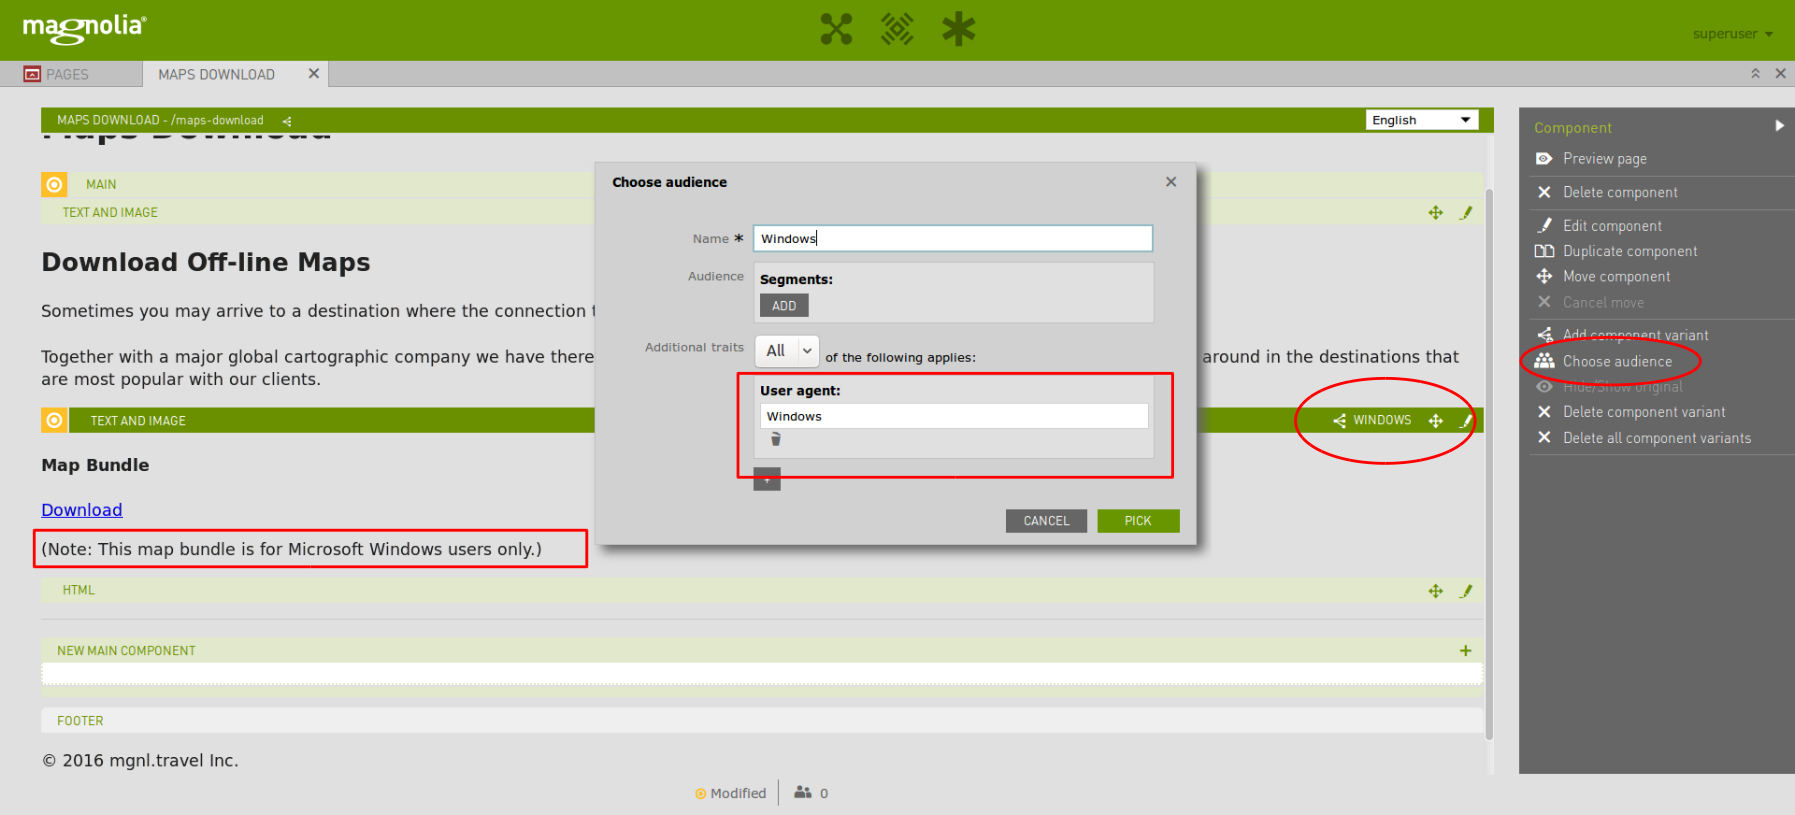 magnolia®
superuser
PAGES
MAPS DOWNLOAD
MAPS DOWNLOAD - /maps-download
English
Maps Download
MAIN
TEXT AND IMAGE
Download Off-line Maps
Sometimes you may arrive to a destination where the connection
Together with a major global cartographic company we have there
around in the destinations that
are most popular with our clients.
TEXT AND IMAGE
WINDOWS
Map Bundle
Download
(Note: This map bundle is for Microsoft Windows users only.)
HTML
NEW MAIN COMPONENT
+
FOOTER
© 2016 mgnl.travel Inc.
Modified
0
Choose audience
Name *
Windows
Audience
Segments:
ADD
Additional traits
All
of the following applies:
User agent:
Windows
+
CANCEL
PICK
Component
Preview page
Delete component
Edit component
Duplicate component
Move component
Cancel move
Add component variant
Choose audience
Hide/Show original
Delete component variant
Delete all component variants